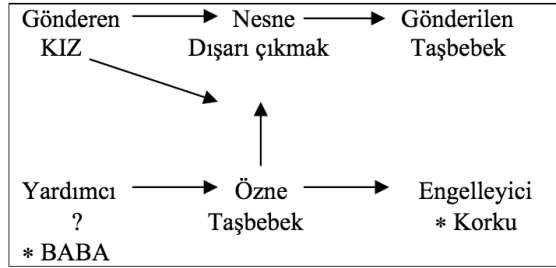 Gönderen Nesne Gönderilen
KIZ Dışarı çıkmak Taşbebek
Yardımcı Özne Engelleyici
? Taşbebek * Korku
* BABA